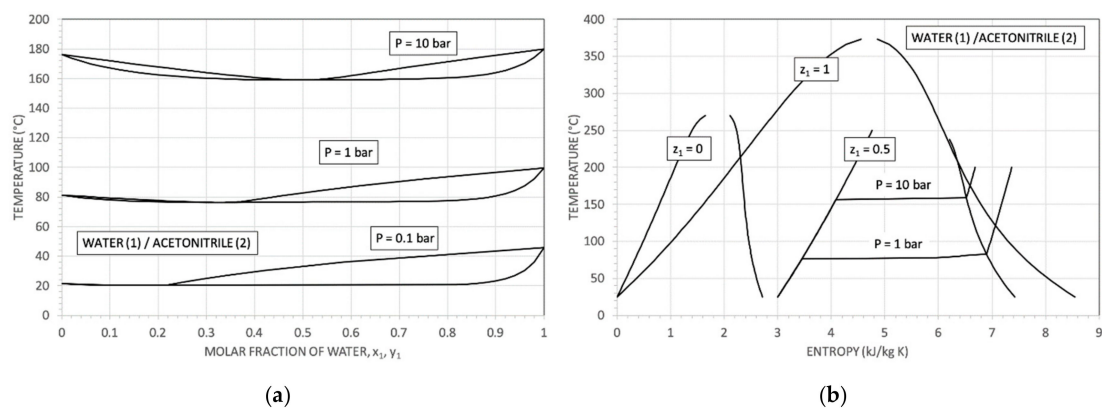 200
180
160
140
120
100
80
60
40
20
0
TEMPERATURE (°C)
P = 10 bar
P = 1 bar
WATER (1) / ACETONITRILE (2)
P = 0.1 bar
0 0.1 0.2 0.3 0.4 0.5 0.6 0.7 0.8 0.9 1
MOLAR FRACTION OF WATER, x₁, y₁
(a)
400
350
300
250
200
150
100
50
0
TEMPERATURE (°C)
WATER (1) /ACETONITRILE (2)
z₁ = 1
z₁ = 0
z₁ = 0.5
P = 10 bar
P = 1 bar
0 1 2 3 4 5 6 7 8 9
ENTROPY (kJ/kg K)
(b)